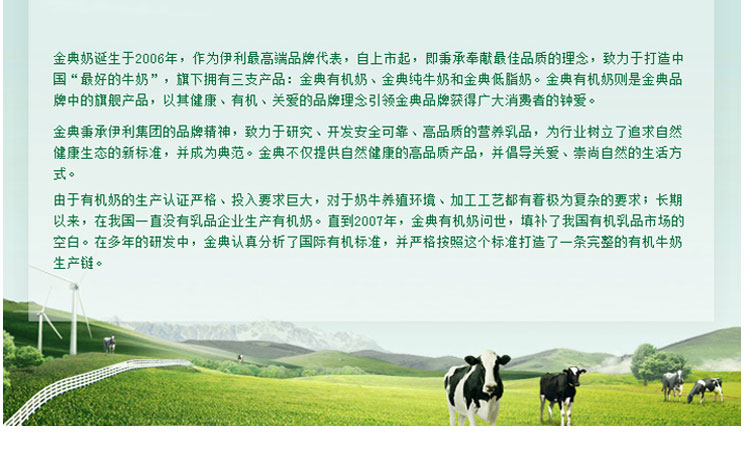 金典奶诞生于2006年，作为伊利最高端品牌代表，自上市起，即秉承奉献最佳品质的理念，致力于打造中
国“最好的牛奶”，旗下拥有三支产品：金典有机奶、金典纯牛奶和金典低脂奶。金典有机奶则是金典品
牌中的旗舰产品，以其健康、有机、关爱的品牌理念引领金典品牌获得广大消费者的钟爱。
金典秉承伊利集团的品牌精神，致力于研究、开发安全可靠、高品质的营养乳品，为行业树立了追求自然
健康生态的新标准，并成为典范。金典不仅提供自然健康的高品质产品，并倡导关爱、崇尚自然的生活方
式。
由于有机奶的生产认证严格、投入要求巨大，对于奶牛养殖环境、加工工艺都有着极为复杂的要求；长期
以来，在我国一直没有乳品企业生产有机奶。直到2007年，金典有机奶问世，填补了我国有机乳品市场的
空白。在多年的研发中，金典认真分析了国际有机标准，并严格按照这个标准打造了一条完整的有机牛奶
生产链。